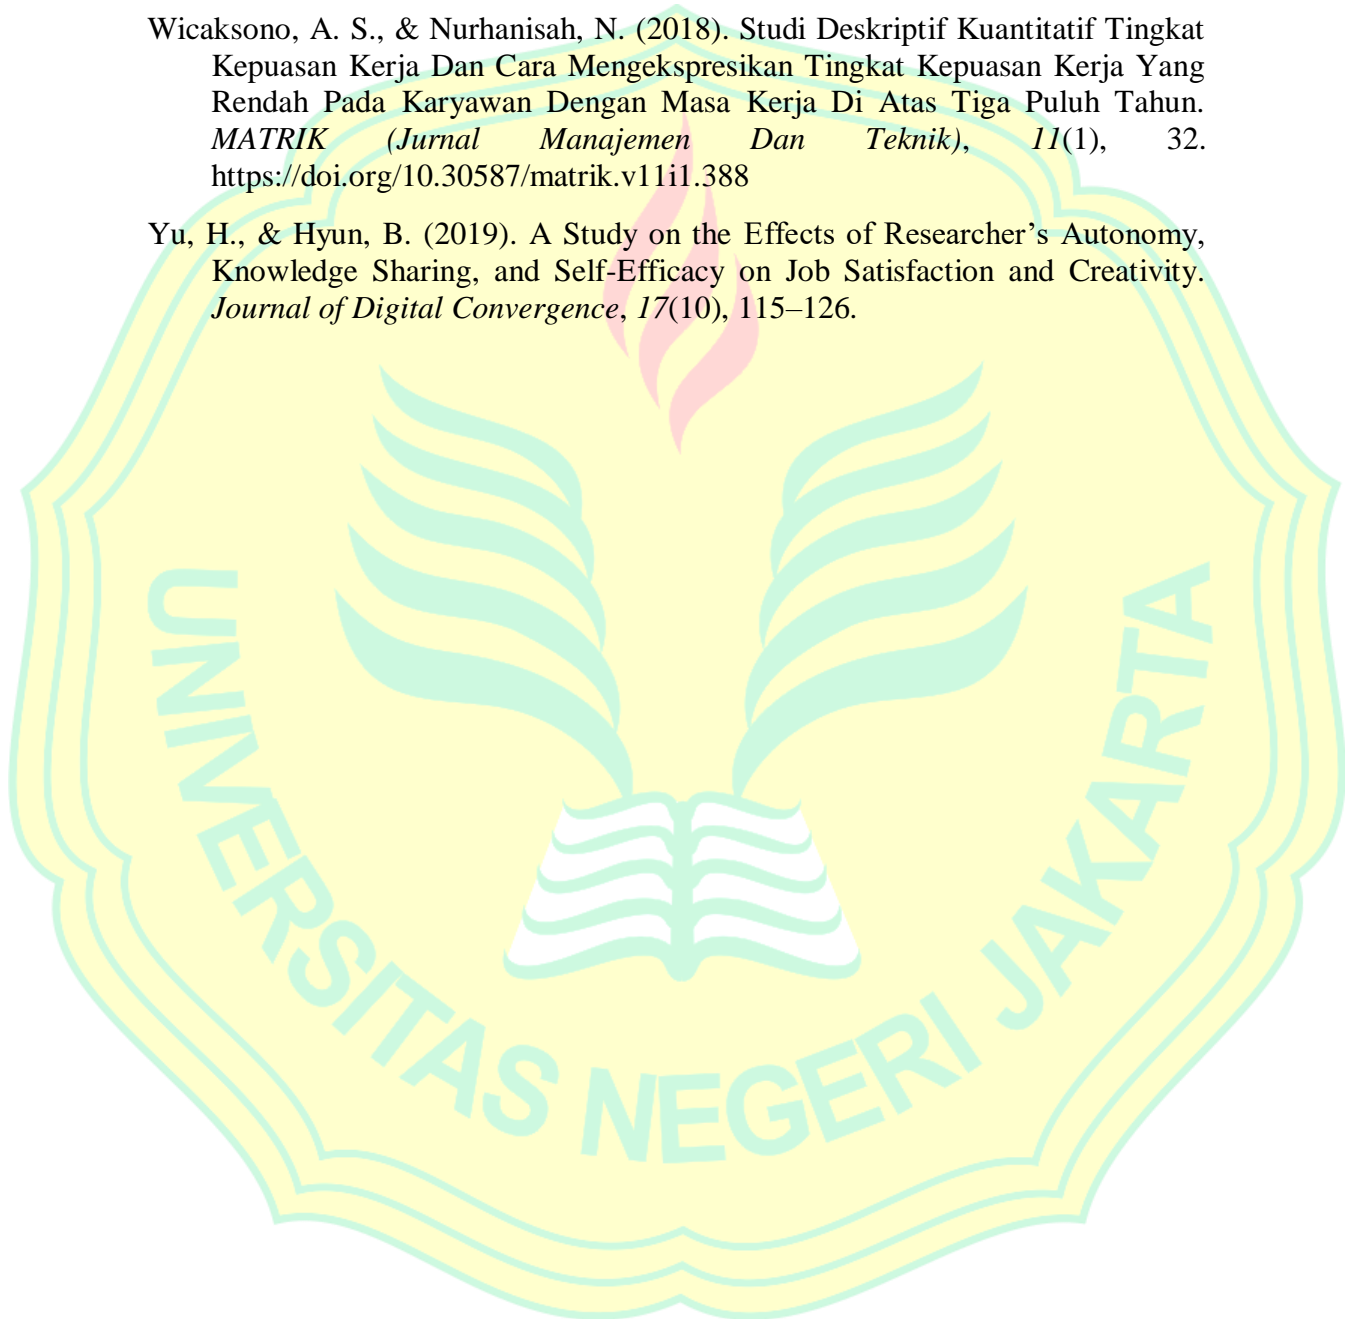 Wicaksono, A. S., & Nurhanisah, N. (2018). Studi Deskriptif Kuantitatif Tingkat
Kepuasan Kerja Dan Cara Mengekspresikan Tingkat Kepuasan Kerja Yang
Rendah Pada Karyawan Dengan Masa Kerja Di Atas Tiga Puluh Tahun.
MATRIK (Jurnal Manajemen Dan Teknik), 11(1), 32.
https://doi.org/10.30587/matrik.v11i1.388
Yu, H., & Hyun, B. (2019). A Study on the Effects of Researcher’s Autonomy,
Knowledge Sharing, and Self-Efficacy on Job Satisfaction and Creativity.
Journal of Digital Convergence, 17(10), 115–126.
UNIVERSITAS NEGERI JAKARTA